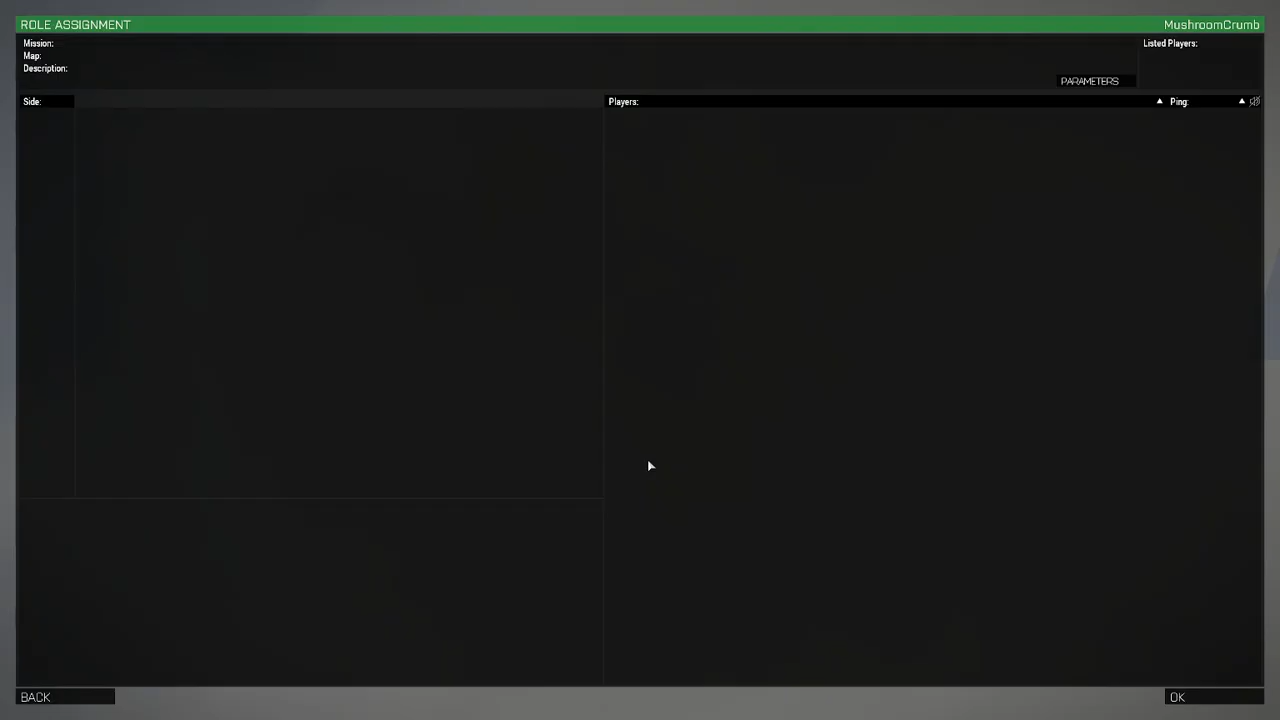 ROLE ASSIGNMENT MushroomCrumb
Mission:
Listed Players:
Map:
Description:
PARAMETERS
Side: Players: Ping:
BACK OK